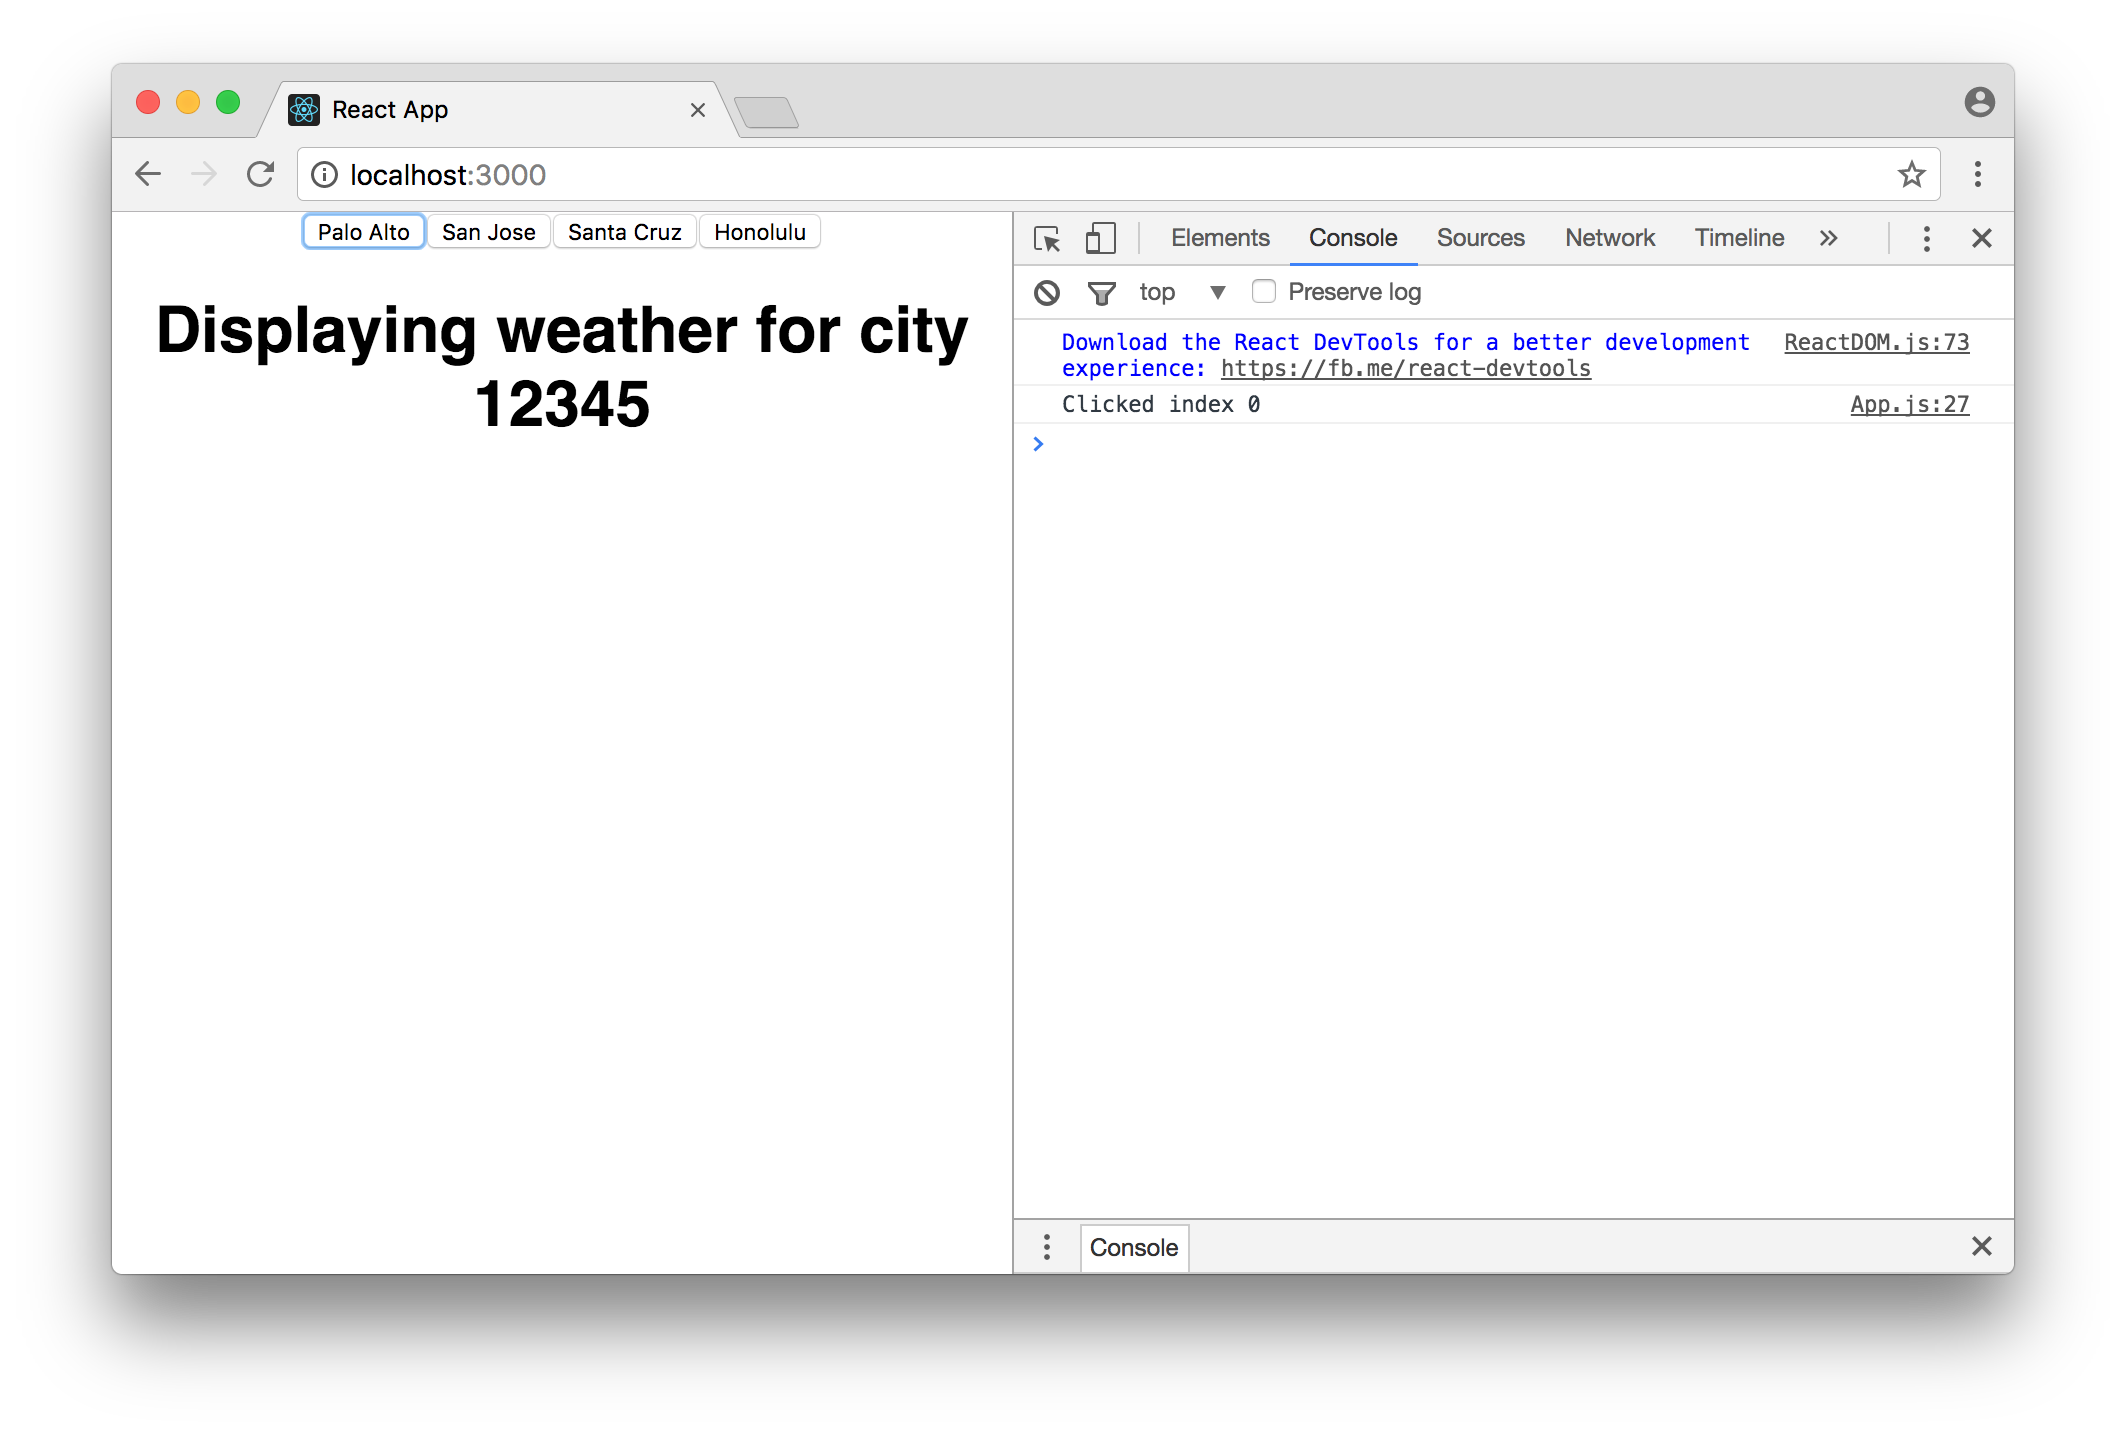 React App
localhost:3000
Palo Alto San Jose Santa Cruz Honolulu
Displaying weather for city
12345
Elements Console Sources Network Timeline
top Preserve log
Download the React DevTools for a better development ReactDOM.js:73
experience: https://fb.me/react-devtools
Clicked index 0 App.js:27
Console